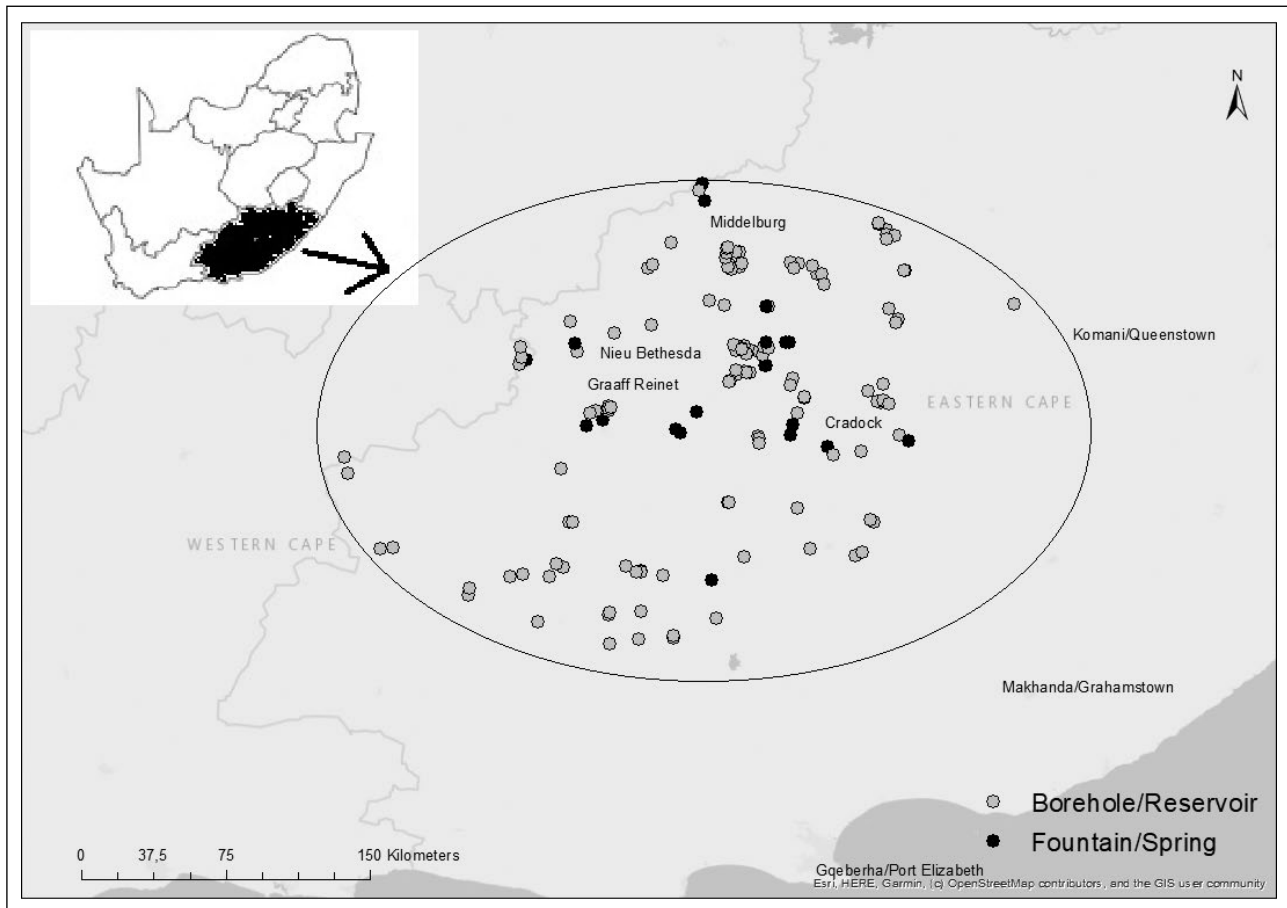 N
Middelburg
Komani/Queenstown
Nieu Bethesda
Graaff Reinet
EASTERN CAPE
Cradock
WESTERN CAPE
Makhanda/Grahamstown
Borehole/Reservoir
Fountain/Spring
0 37,5 75 150 Kilometers
Gqeberha/Port Elizabeth
Esri, HERE, Garmin, (c) OpenStreetMap contributors, and the GIS user community